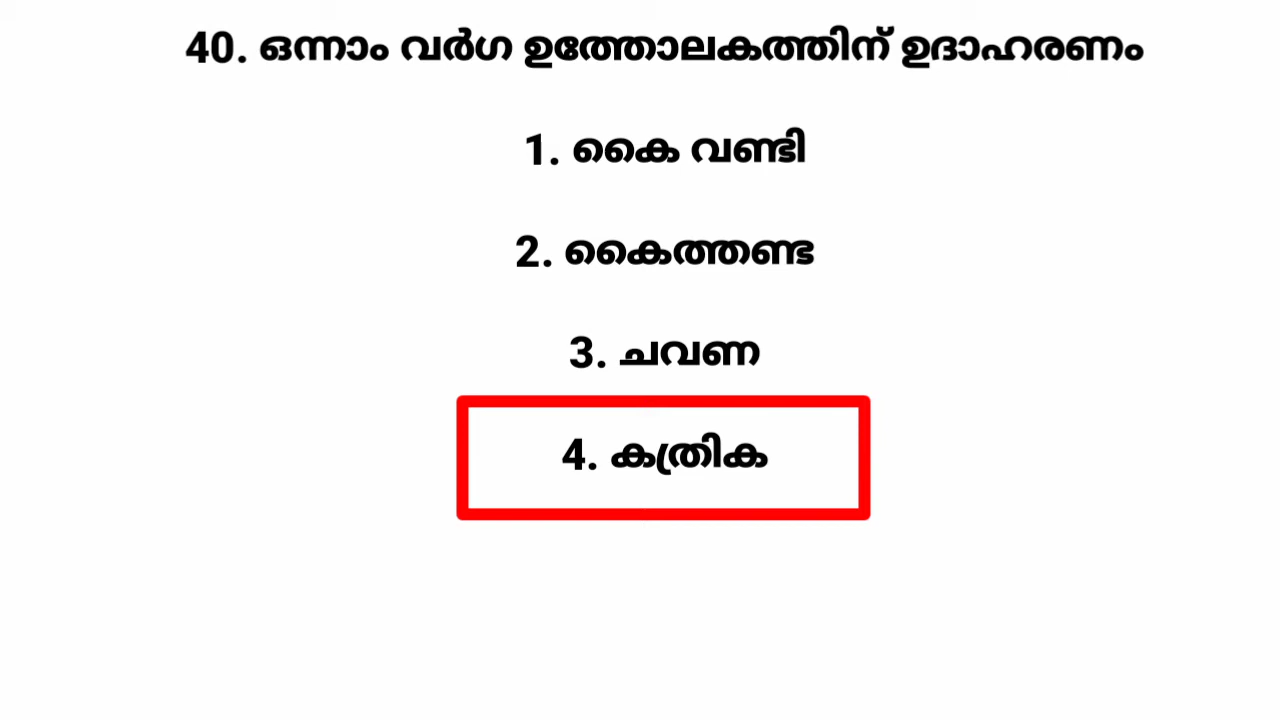 40. ഒന്നാം വർഗ ഉത്തോലകത്തിന് ഉദാഹരണം
1. കൈ വണ്ടി
2. കൈത്തണ്ട
3. ചവണ
4. കത്രിക